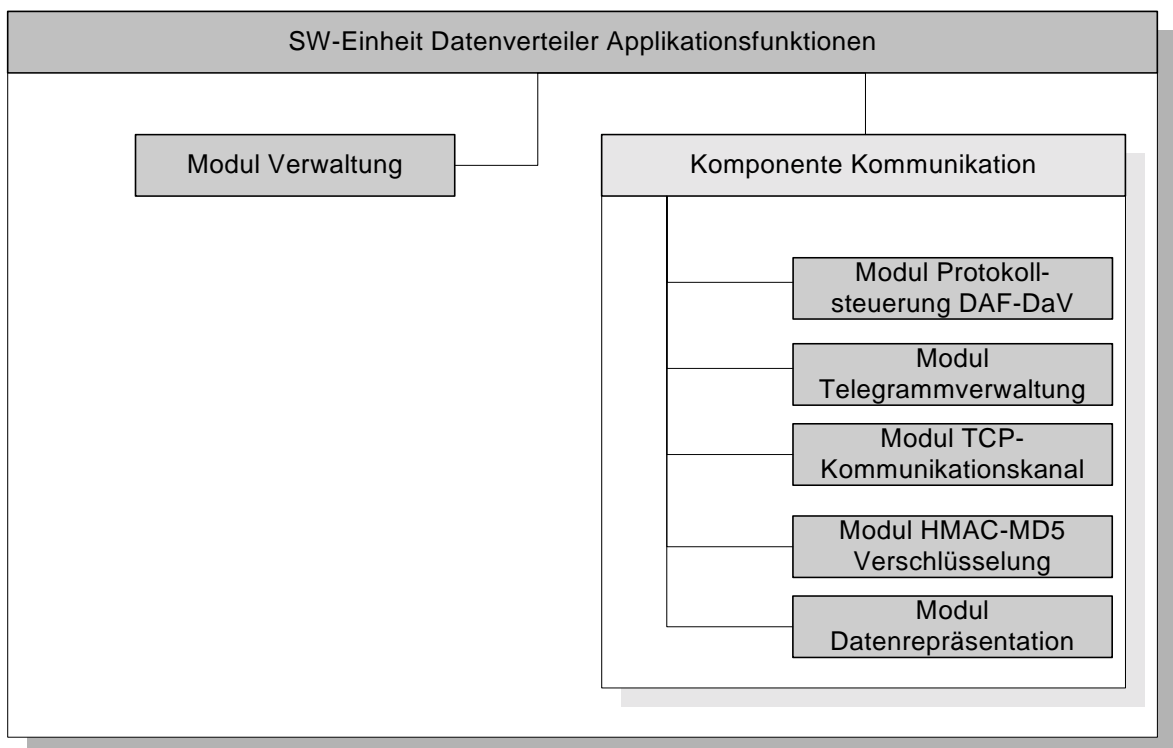 SW-Einheit Datenverteiler Applikationsfunktionen
Modul Verwaltung
Komponente Kommunikation
Modul Protokoll-
steuerung DAF-DaV
Modul
Telegrammverwaltung
Modul TCP-
Kommunikationskanal
Modul HMAC-MD5
Verschlüsselung
Modul
Datenrepräsentation